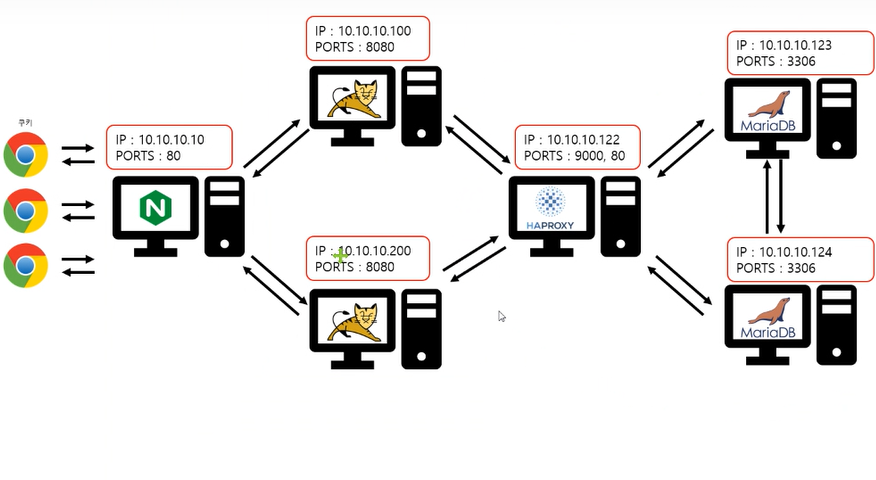 IP : 10.10.10.100
PORTS : 8080
IP : 10.10.10.123
PORTS : 3306
쿠키
IP : 10.10.10.10
PORTS : 80
IP : 10.10.10.122
PORTS : 9000, 80
MariaDB
N
HAPROXY
IP : 10.10.10.200
PORTS : 8080
IP : 10.10.10.124
PORTS : 3306
MariaDB